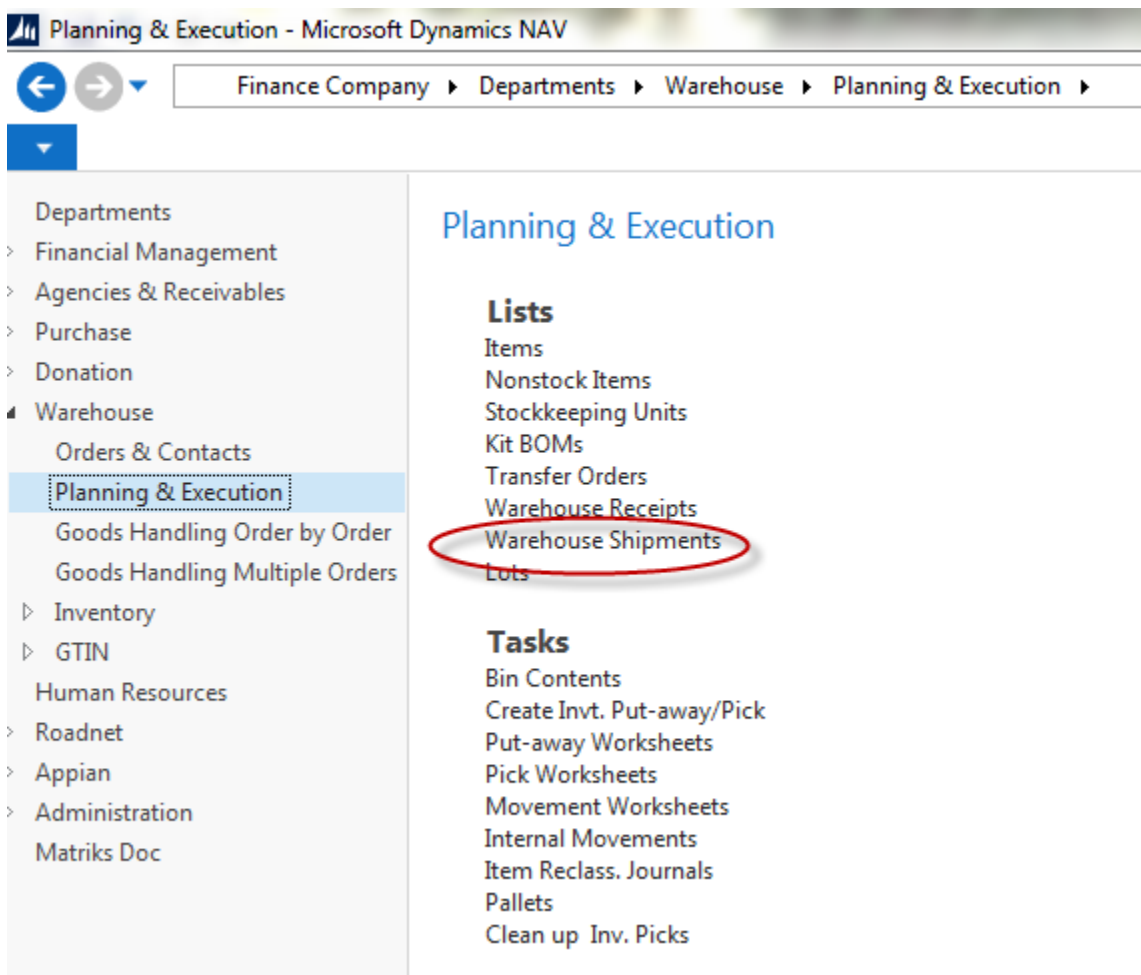 Planning & Execution - Microsoft Dynamics NAV
Finance Company ▸ Departments ▸ Warehouse ▸ Planning & Execution ▸
Departments
Financial Management
Agencies & Receivables
Purchase
Donation
Warehouse
Orders & Contacts
Planning & Execution
Goods Handling Order by Order
Goods Handling Multiple Orders
Inventory
GTIN
Human Resources
Roadnet
Appian
Administration
Matriks Doc
Planning & Execution
Lists
Items
Nonstock Items
Stockkeeping Units
Kit BOMs
Transfer Orders
Warehouse Receipts
Warehouse Shipments
Lots
Tasks
Bin Contents
Create Invt. Put-away/Pick
Put-away Worksheets
Pick Worksheets
Movement Worksheets
Internal Movements
Item Reclass. Journals
Pallets
Clean up  Inv. Picks